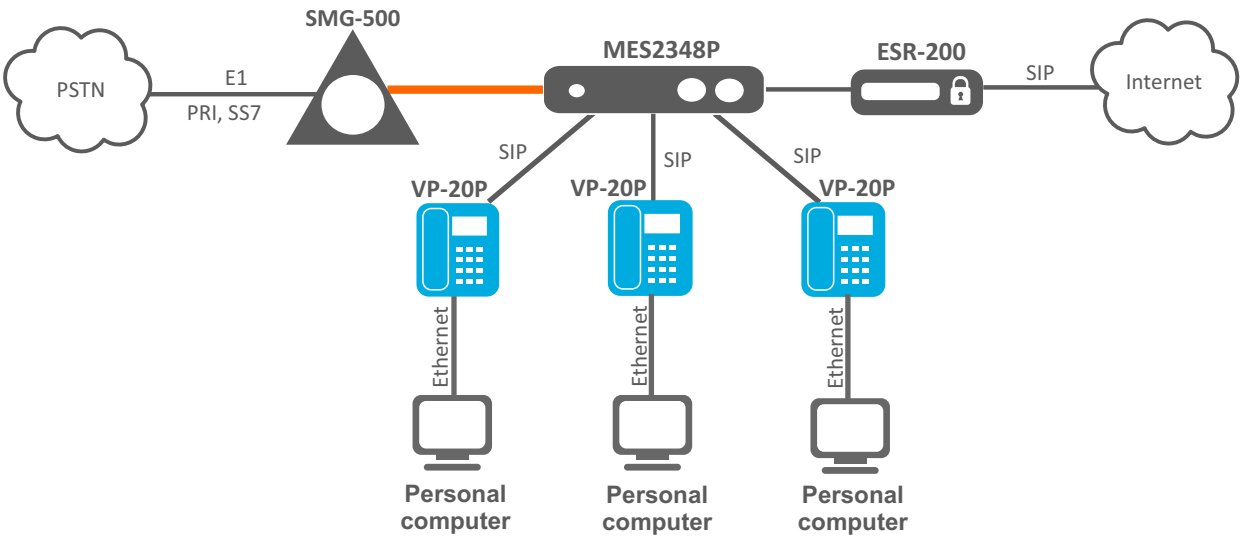 SMG-500
MES2348P
ESR-200
PSTN
E1
PRI, SS7
SIP
Internet
SIP
SIP
SIP
VP-20P
VP-20P
VP-20P
Ethernet
Ethernet
Ethernet
Personal
computer
Personal
computer
Personal
computer